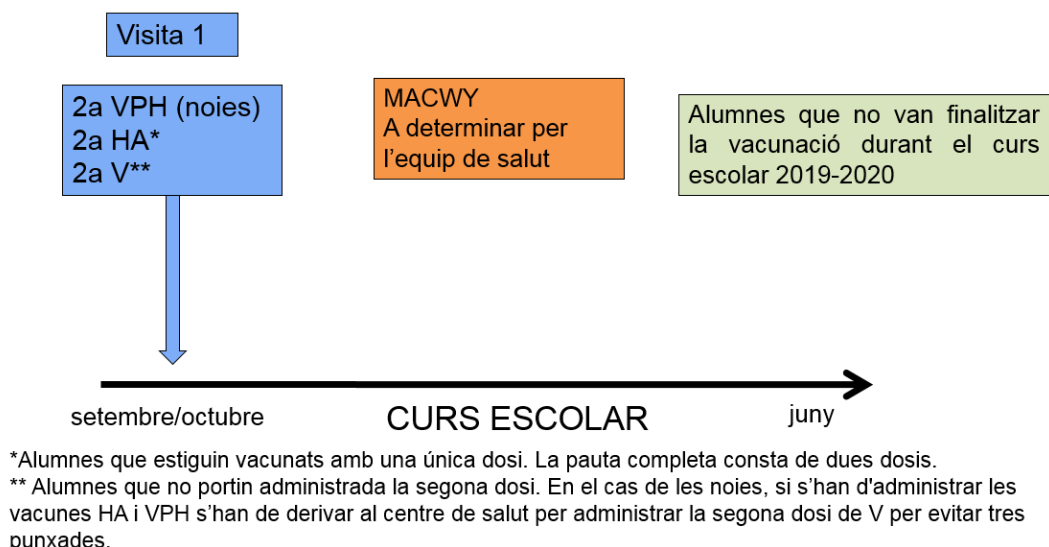 Visita 1
2a VPH (noies)
2a HA*
2a V**
MACWY
A determinar per
l'equip de salut
Alumnes que no van finalitzar
la vacunació durant el curs
escolar 2019-2020
setembre/octubre
CURS ESCOLAR
juny
*Alumnes que estiguin vacunats amb una única dosi. La pauta completa consta de dues dosis.
** Alumnes que no portin administrada la segona dosi. En el cas de les noies, si s'han d'administrar les
vacunes HA i VPH s'han de derivar al centre de salut per administrar la segona dosi de V per evitar tres
punxades.